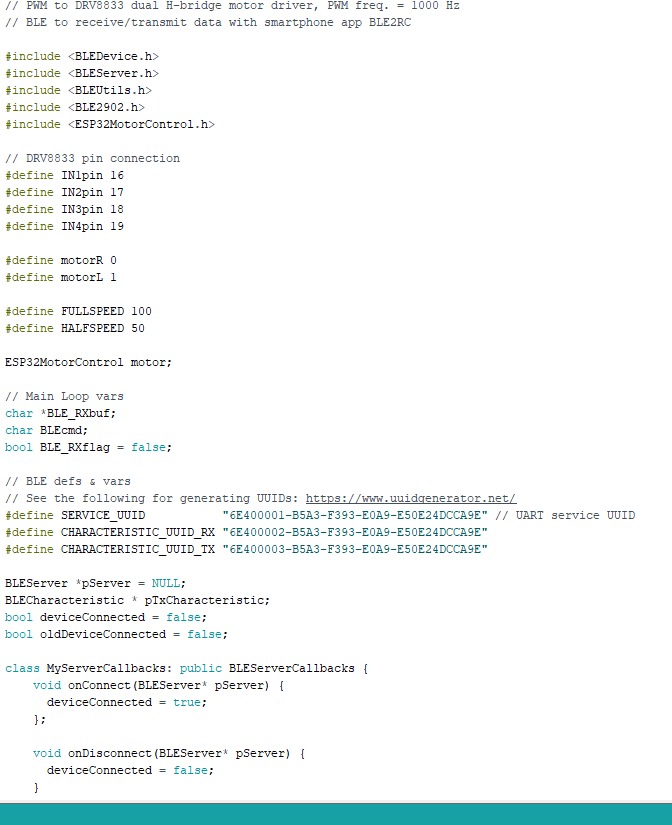 // PWM to DRV8833 dual H-bridge motor driver, PWM freq. = 1000 Hz
// BLE to receive/transmit data with smartphone app BLE2RC
#include <BLEDevice.h>
#include <BLEServer.h>
#include <BLEUtils.h>
#include <BLE2902.h>
#include <ESP32MotorControl.h>
// DRV8833 pin connection
#define IN1pin 16
#define IN2pin 17
#define IN3pin 18
#define IN4pin 19
#define motorR 0
#define motorL 1
#define FULLSPEED 100
#define HALFSPEED 50
ESP32MotorControl motor;
// Main Loop vars
char *BLE_RXbuf;
char BLEcmd;
bool BLE_RXflag = false;
// BLE defs & vars
// See the following for generating UUIDs: https://www.uuidgenerator.net/
#define SERVICE_UUID           "6E400001-B5A3-F393-E0A9-E50E24DCCA9E" // UART service UUID
#define CHARACTERISTIC_UUID_RX "6E400002-B5A3-F393-E0A9-E50E24DCCA9E"
#define CHARACTERISTIC_UUID_TX "6E400003-B5A3-F393-E0A9-E50E24DCCA9E"
BLEServer *pServer = NULL;
BLECharacteristic * pTxCharacteristic;
bool deviceConnected = false;
bool oldDeviceConnected = false;
class MyServerCallbacks: public BLEServerCallbacks {
    void onConnect(BLEServer* pServer) {
      deviceConnected = true;
    };
    void onDisconnect(BLEServer* pServer) {
      deviceConnected = false;
    }